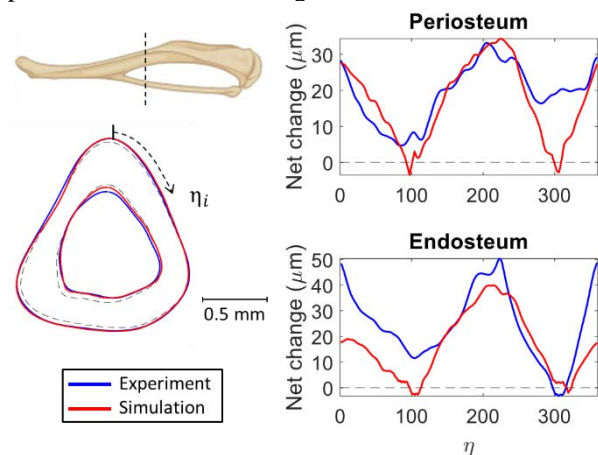 Periosteum
Net change (μm)
30
20
10
0
0
100
200
300
ηi
0.5 mm
Experiment
Simulation
Endosteum
Net change (μm)
50
40
30
20
10
0
0
100
200
300
η